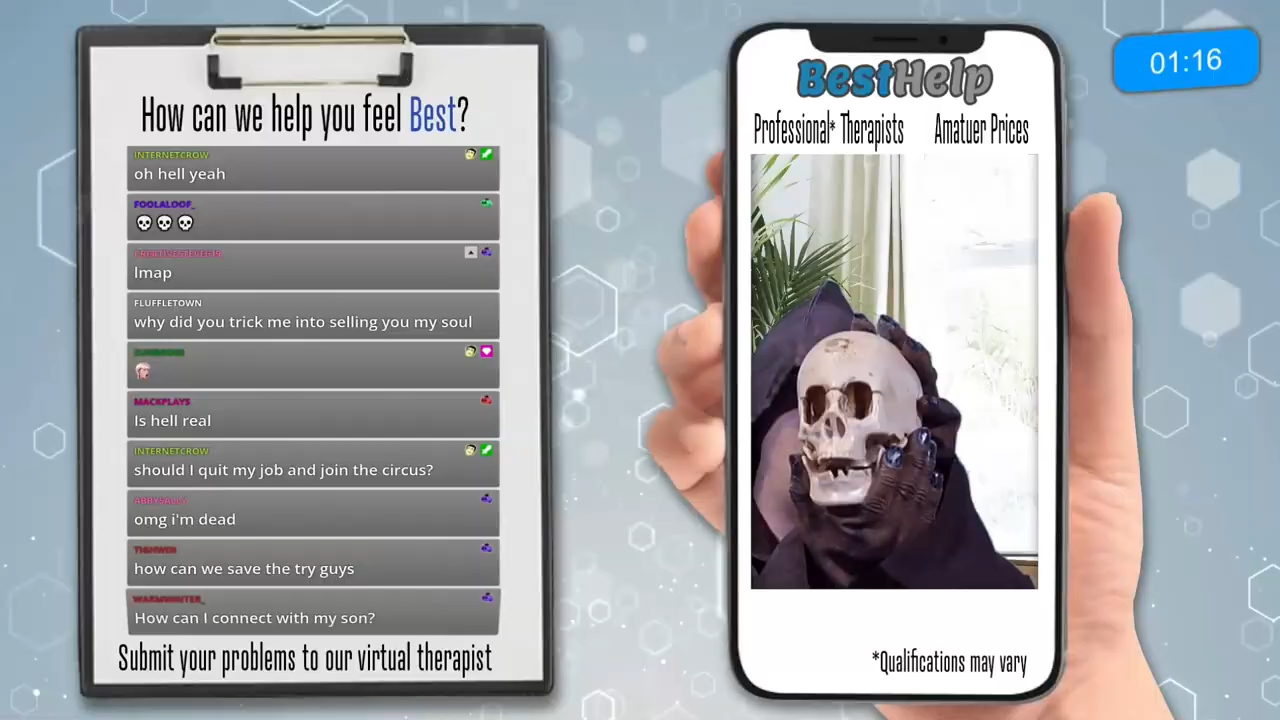 How can we help you feel Best?
INTERNETCROW
oh hell yeah
FOOLALOOF_
lmap
FLUFFLETOWN
why did you trick me into selling you my soul
MACKPLAYS
Is hell real
INTERNETCROW
should I quit my job and join the circus?
omg i'm dead
how can we save the try guys
WARMWINTER_
How can I connect with my son?
Submit your problems to our virtual therapist
BestHelp
Professional* Therapists
Amatuer Prices
*Qualifications may vary
01:16